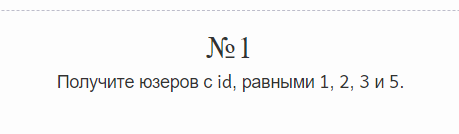 №1
Получите юзеров с id, равными 1, 2, 3 и 5.